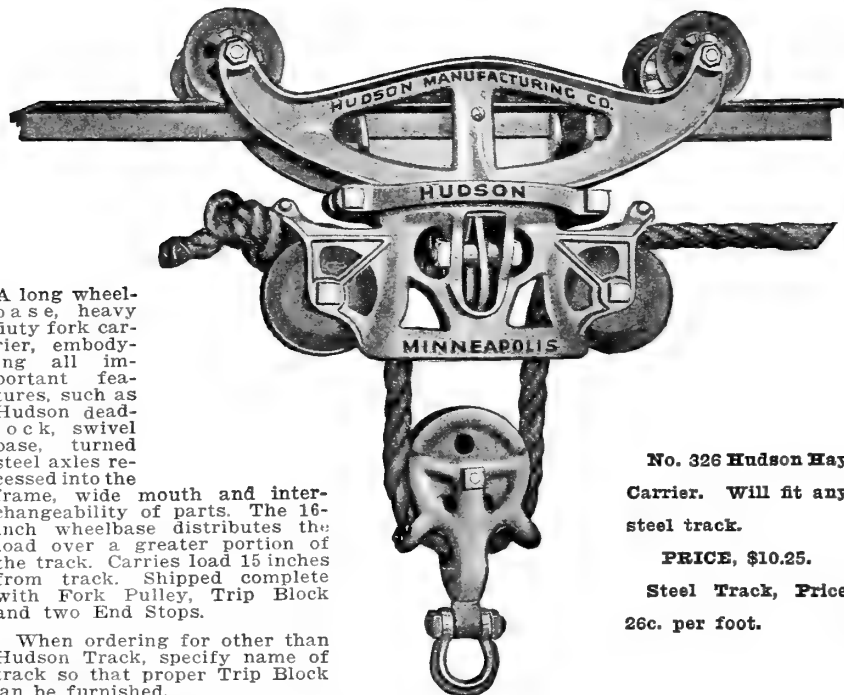 HUDSON MANUFACTURING CO.
HUDSON
MINNEAPOLIS
A long wheel-
base, heavy
duty fork car-
rier, embody-
ing all im-
portant fea-
tures, such as
Hudson dead-
lock, swivel
base, turned
steel axles re-
cessed into the
frame, wide mouth and inter-
changeability of parts. The 16-
inch wheelbase distributes the
load over a greater portion of
the track. Carries load 15 inches
from track. Shipped complete
with Fork Pulley, Trip Block
and two End Stops.
When ordering for other than
Hudson Track, specify name of
track so that proper Trip Block
can be furnished.
No. 326 Hudson Hay
Carrier. Will fit any
steel track.
PRICE, $10.25.
Steel Track, Price
26c. per foot.